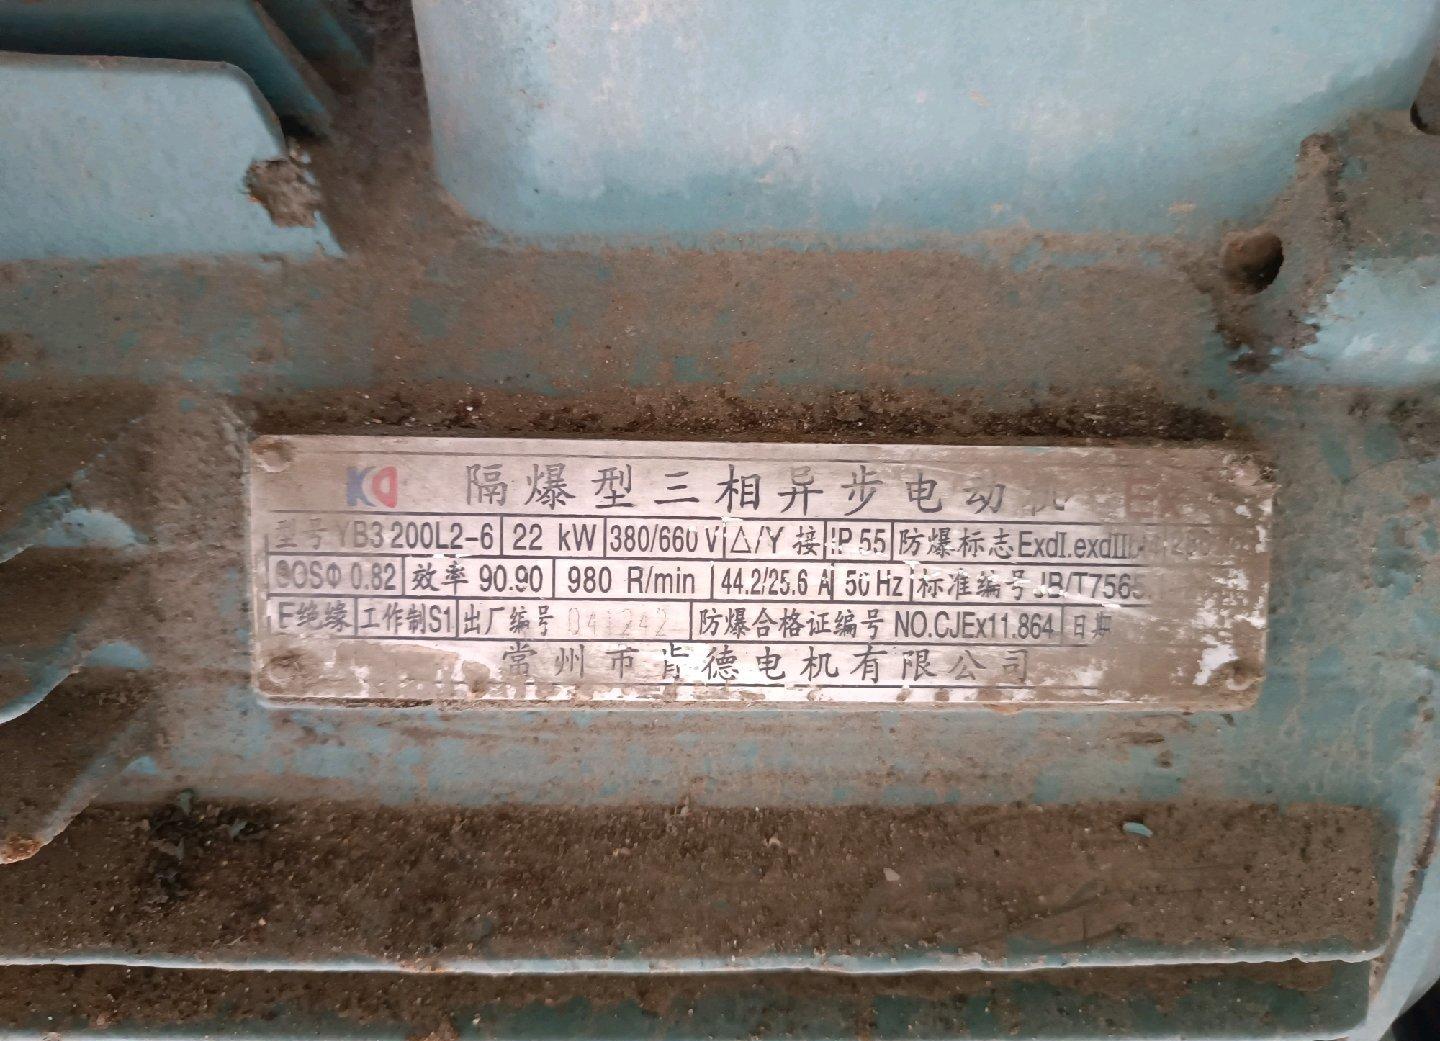 KD 隔爆型三相异步电动机 Ex
型号 YB3 200L2-6 22 kW 380/660 V △/Y 接 IP 55 防爆标志 ExdⅠ.exdⅡ
COSΦ 0.82 效率 90.90 980 R/min 44.2/25.6 A 50 Hz 标准编号 JB/T7565.
F绝缘 工作制S1 出厂编号 041242 防爆合格证编号 NO.CJEx11.864 日期
常州市肯德电机有限公司